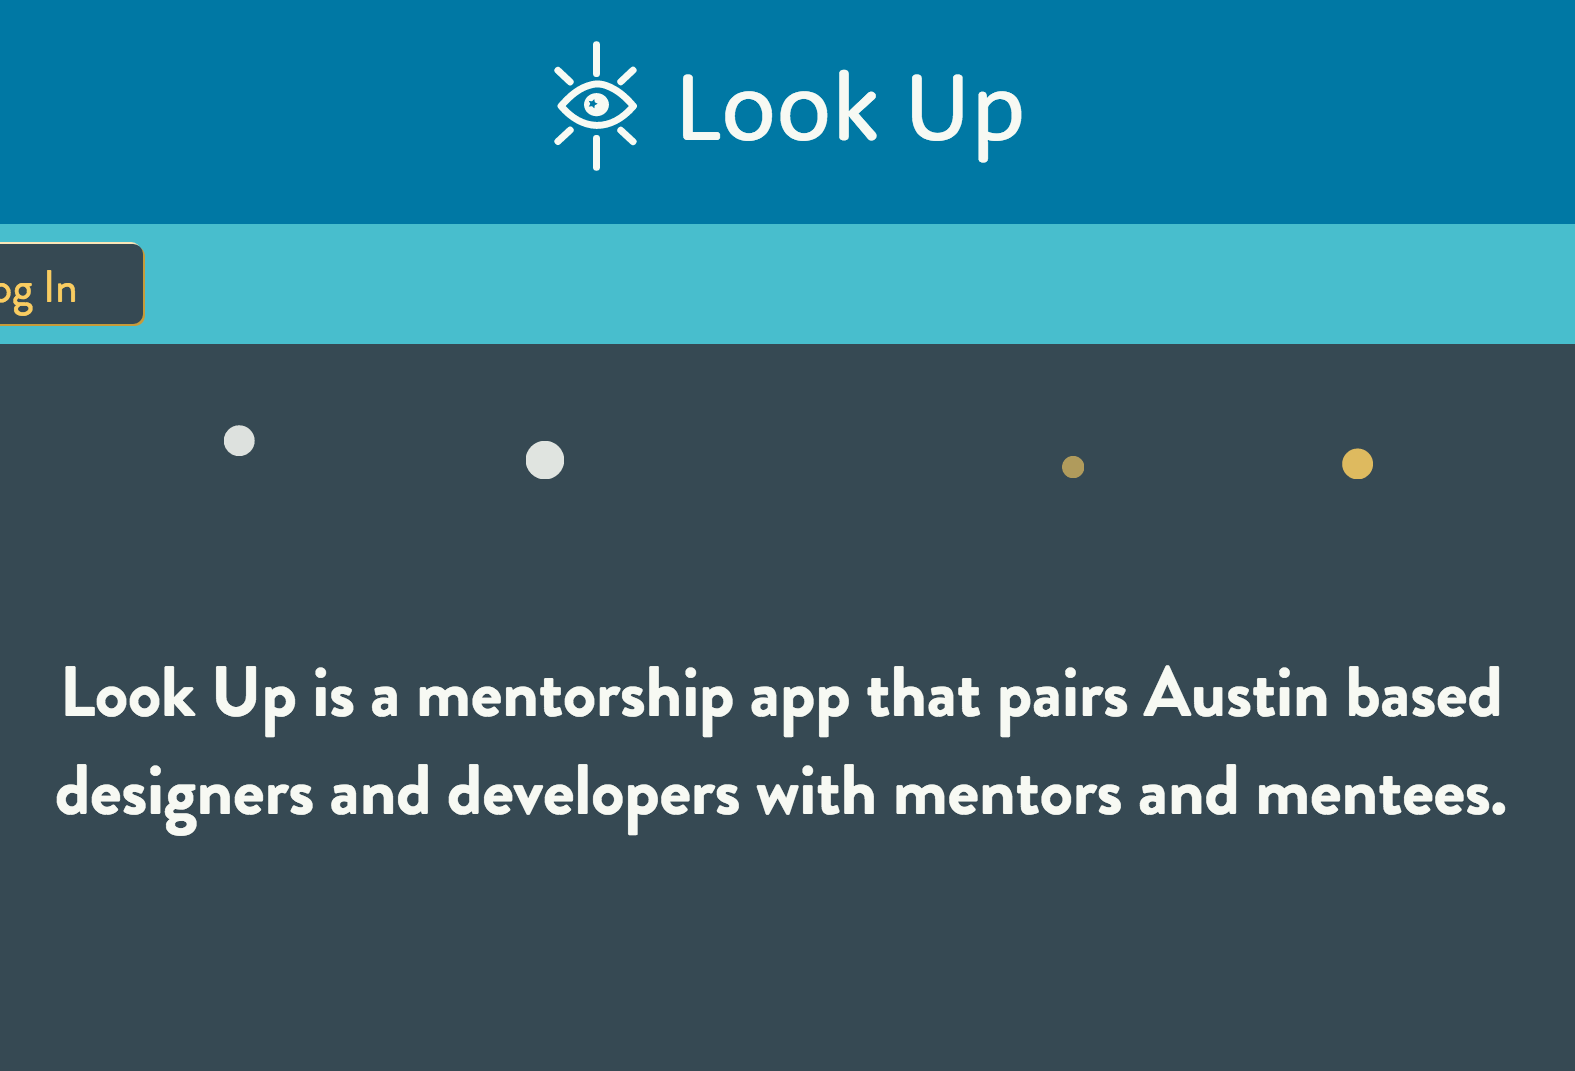 Look Up
og In
Look Up is a mentorship app that pairs Austin based
designers and developers with mentors and mentees.